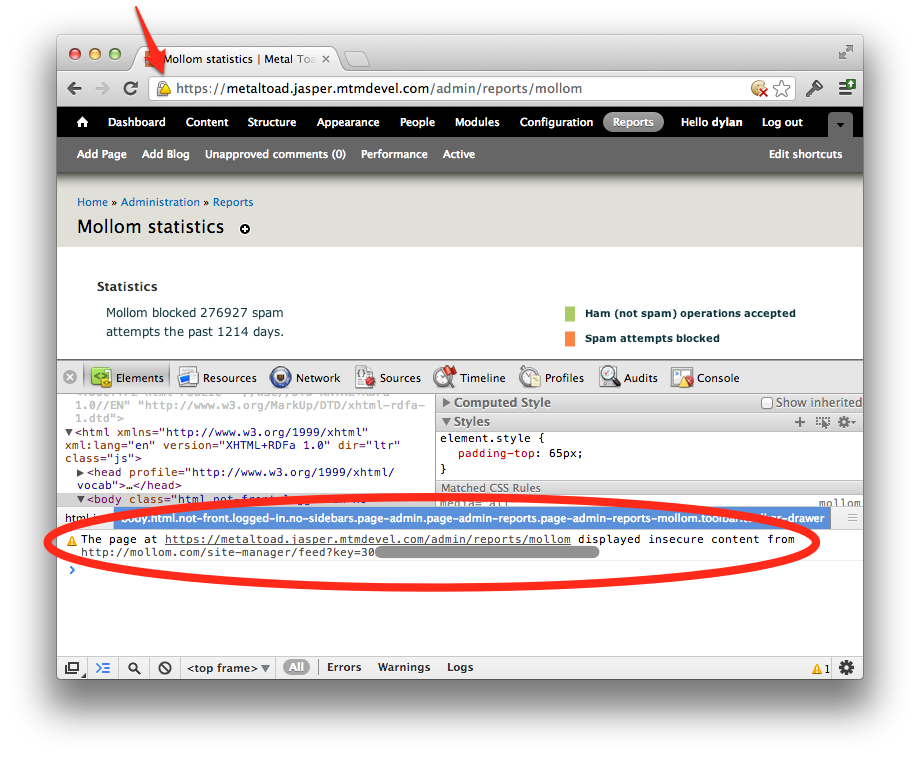 Mollom statistics | Metal Toa
https://metaltoad.jasper.mtmdevel.com/admin/reports/mollom
Dashboard Content Structure Appearance People Modules Configuration Reports Hello dylan Log out
Add Page Add Blog Unapproved comments (0) Performance Active Edit shortcuts
Home » Administration » Reports
Mollom statistics
Statistics
Mollom blocked 276927 spam
attempts the past 1214 days.
Ham (not spam) operations accepted
Spam attempts blocked
Elements Resources Network Sources Timeline Profiles Audits Console
1.0//EN" "http://www.w3.org/MarkUp/DTD/xhtml-rdfa-
1.dtd">
▼<html xmlns="http://www.w3.org/1999/xhtml"
xml:lang="en" version="XHTML+RDFa 1.0" dir="ltr"
class="js">
▶<head profile="http://www.w3.org/1999/xhtml/
vocab">…</head>
▼<body class="html not-front logged-in no-
▶ Computed Style Show inherited
▼ Styles
element.style {
padding-top: 65px;
}
Matched CSS Rules
media="all" mollom
html body.html.not-front.logged-in.no-sidebars.page-admin.page-admin-reports.page-admin-reports-mollom.toolbar drawer
The page at https://metaltoad.jasper.mtmdevel.com/admin/reports/mollom displayed insecure content from
http://mollom.com/site-manager/feed?key=30
>
<top frame> ▼ All Errors Warnings Logs 1